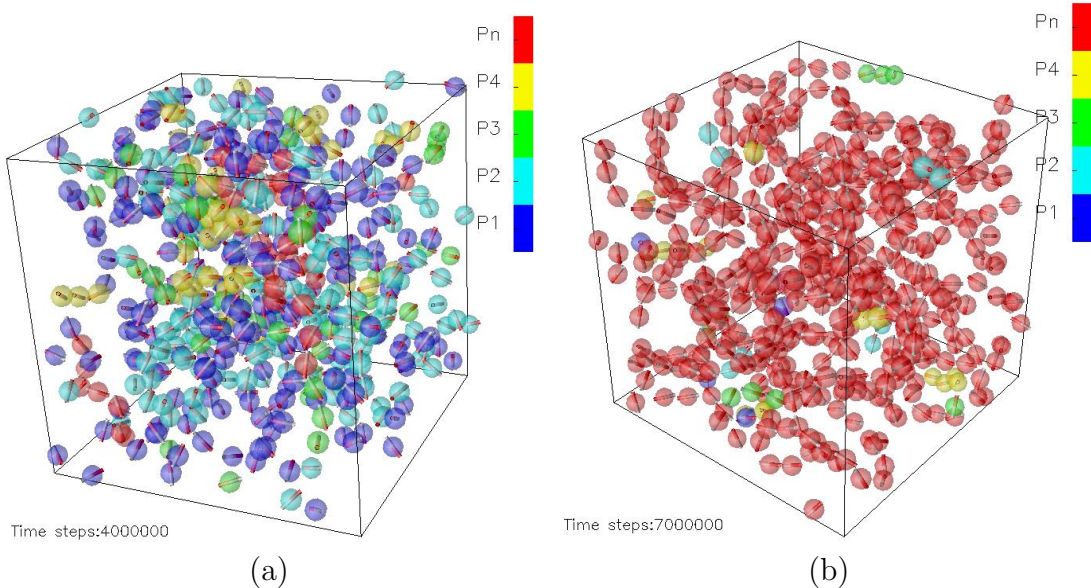 Pn
P4
P3
P2
P1
Time steps:4000000
(a)
Pn
P4
P3
P2
P1
Time steps:7000000
(b)